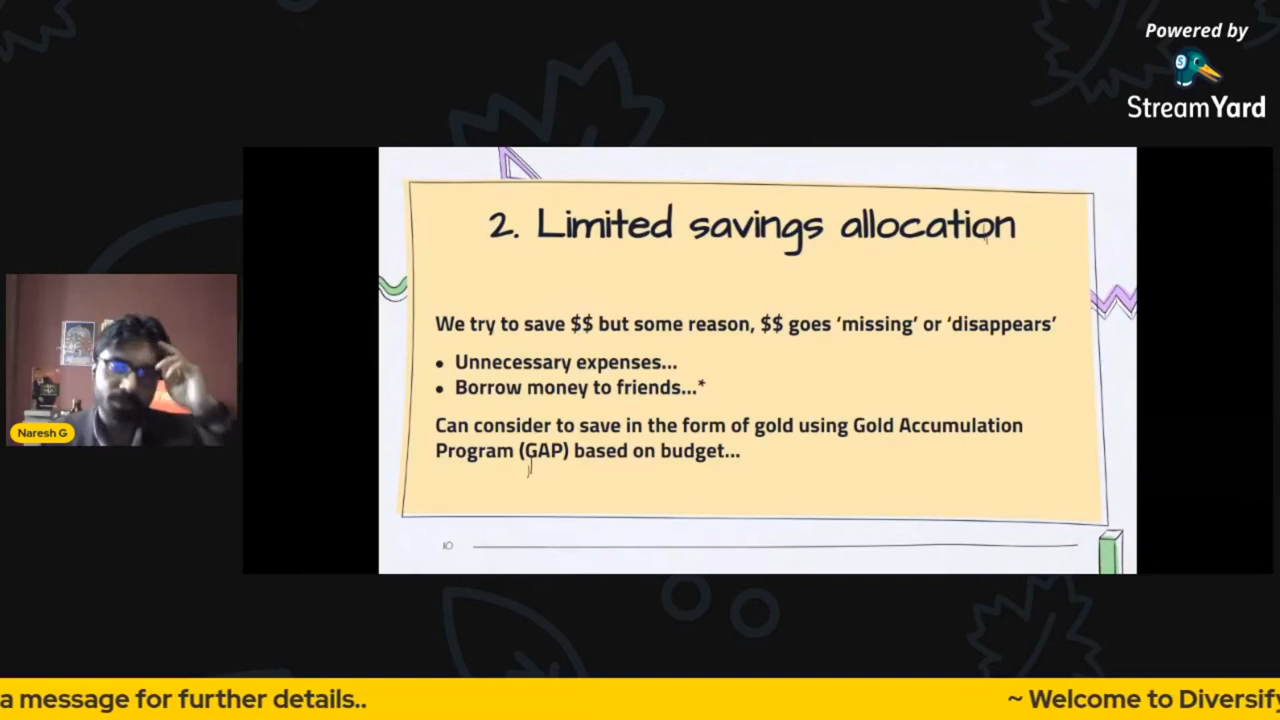 Powered by
StreamYard
2. Limited savings allocation
We try to save $$ but some reason, $$ goes ‘missing’ or ‘disappears’
• Unnecessary expenses...
• Borrow money to friends...*
Can consider to save in the form of gold using Gold Accumulation
Program (GAP) based on budget...
10
Naresh G
a message for further details..
~ Welcome to Diversify